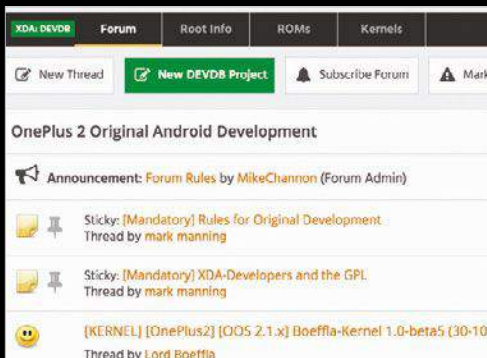 XDA: DEVDB Forum Root Info ROMs Kernels
New Thread New DEVDB Project Subscribe Forum Mark
OnePlus 2 Original Android Development
Announcement: Forum Rules by MikeChannon (Forum Admin)
Sticky: [Mandatory] Rules for Original Development
Thread by mark manning
Sticky: [Mandatory] XDA-Developers and the GPL
Thread by mark manning
[KERNEL] [OnePlus2] [OOS 2.1.x] Boeffla-Kernel 1.0-beta5 (30-10
Thread by Lord Boeffla